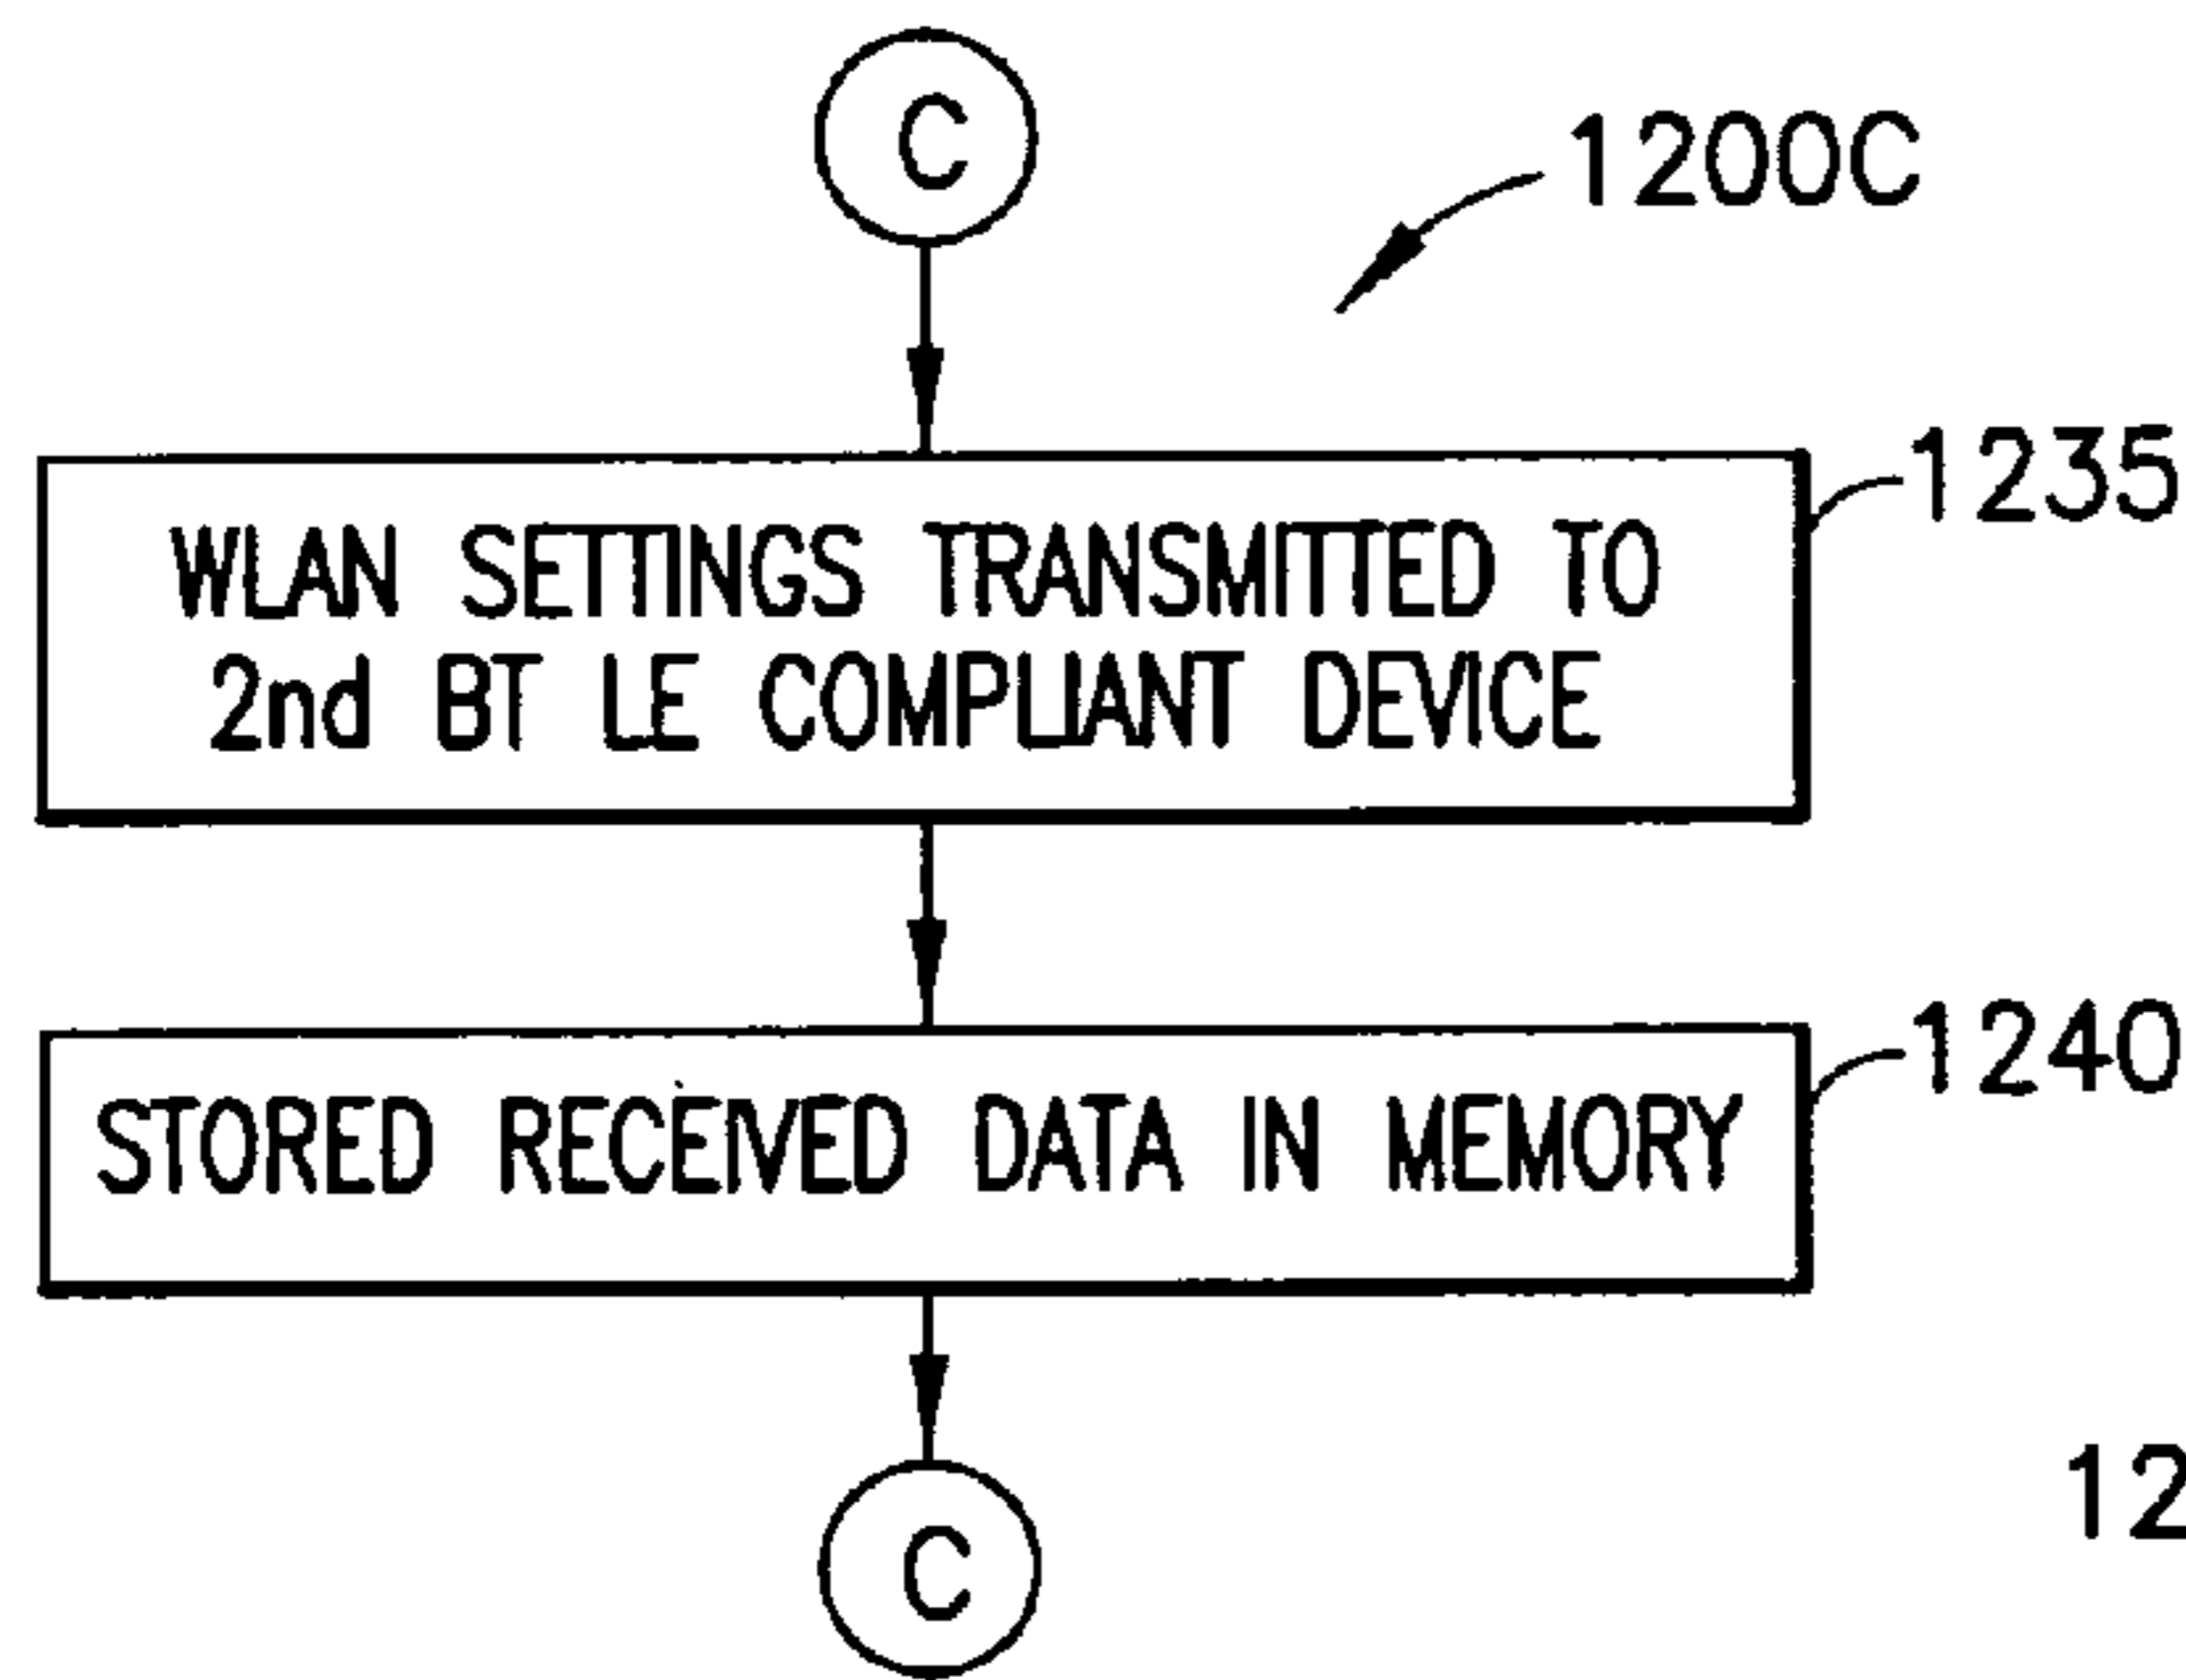 C
1200C
1235
WLAN SETTINGS TRANSMITTED TO
2nd BT LE COMPLIANT DEVICE
1240
STORED RECEIVED DATA IN MEMORY
12
C